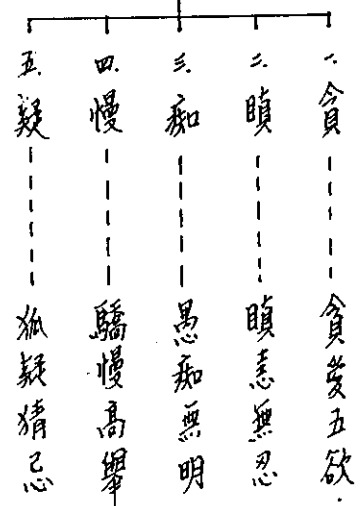 一、貪-----貪愛五欲.
二、瞋-----瞋恚無忍
三、痴-----愚痴無明
四、慢-----驕慢高舉
五、疑-----狐疑猜忌